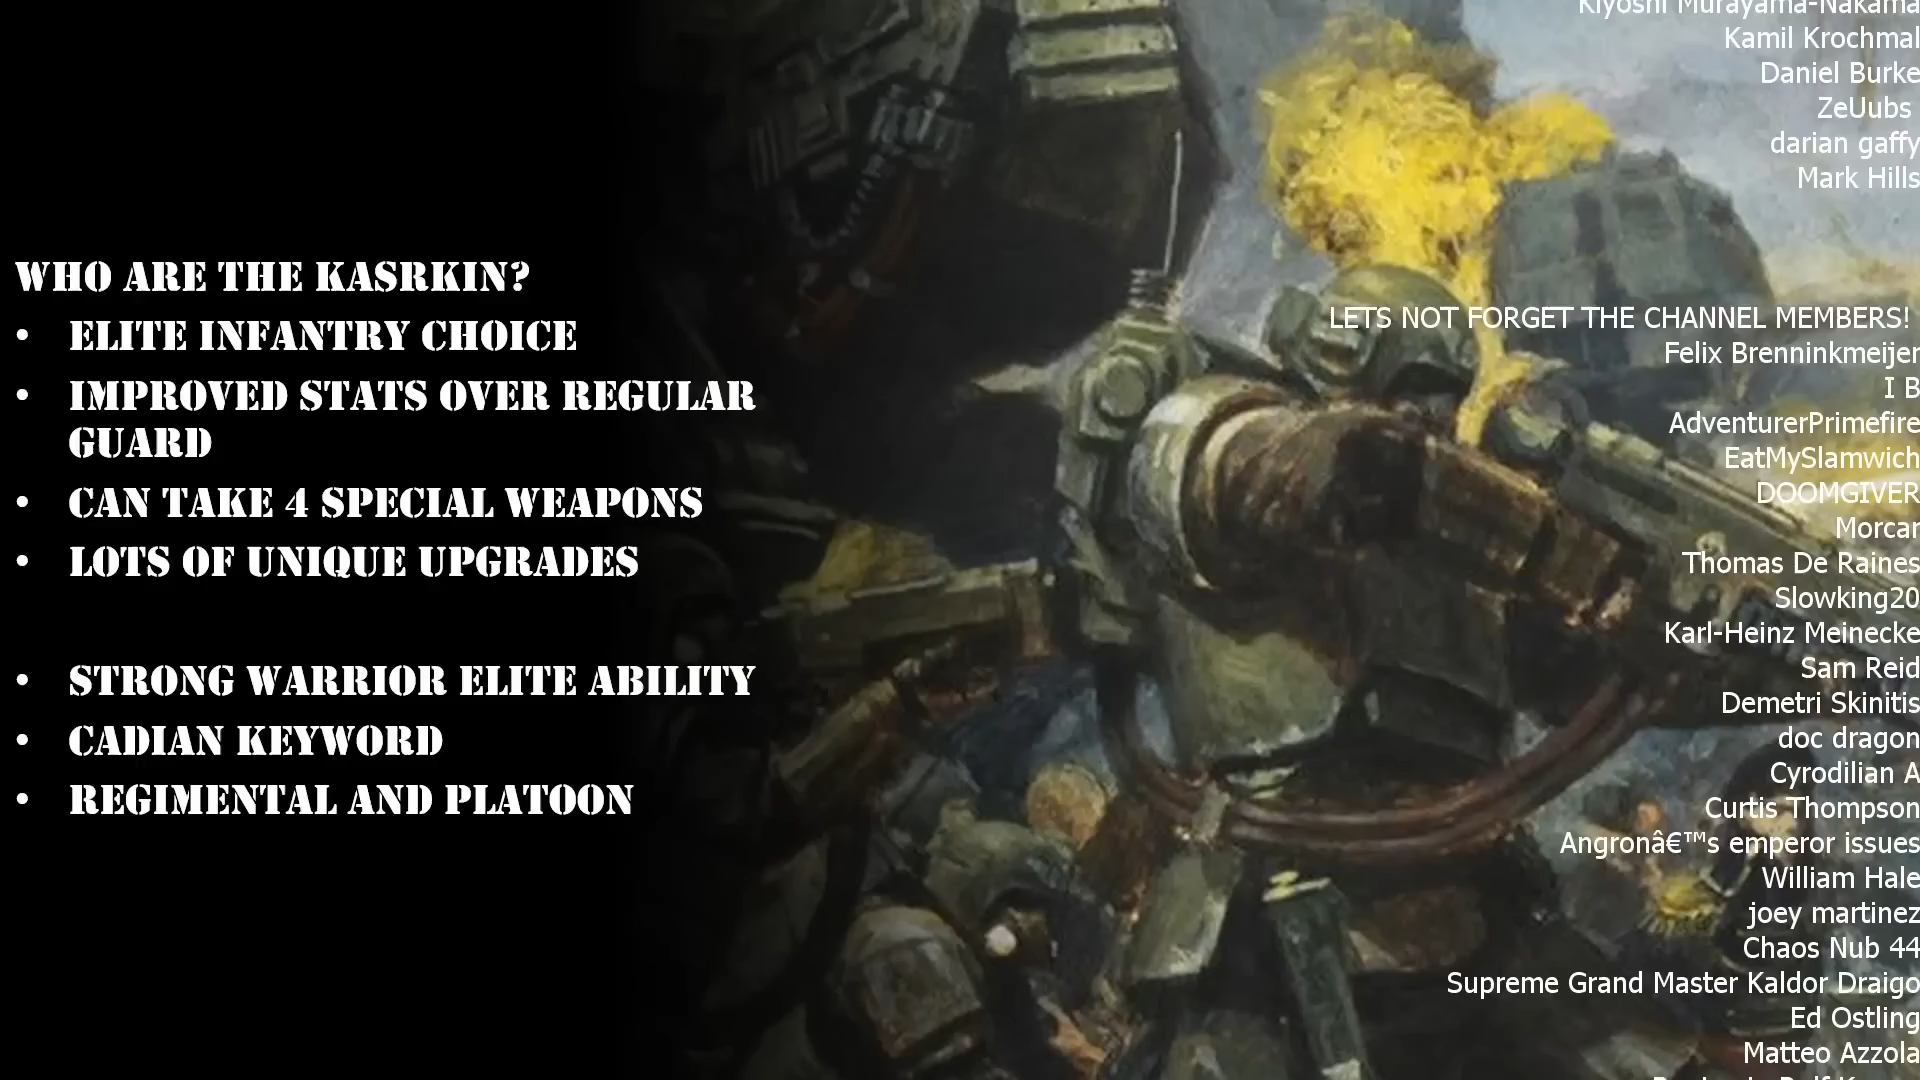 WHO ARE THE KASRKIN?
• ELITE INFANTRY CHOICE
• IMPROVED STATS OVER REGULAR
GUARD
• CAN TAKE 4 SPECIAL WEAPONS
• LOTS OF UNIQUE UPGRADES
• STRONG WARRIOR ELITE ABILITY
• CADIAN KEYWORD
• REGIMENTAL AND PLATOON
Kiyoshi Murayama-Nakama
Kamil Krochmal
Daniel Burke
ZeUubs
darian gaffy
Mark Hills
LETS NOT FORGET THE CHANNEL MEMBERS!
Felix Brenninkmeijer
I B
AdventurerPrimefire
EatMySlamwich
DOOMGIVER
Morcar
Thomas De Raines
Slowking20
Karl-Heinz Meinecke
Sam Reid
Demetri Skinitis
doc dragon
Cyrodilian A
Curtis Thompson
Angronâ€™s emperor issues
William Hale
joey martinez
Chaos Nub 44
Supreme Grand Master Kaldor Draigo
Ed Ostling
Matteo Azzola